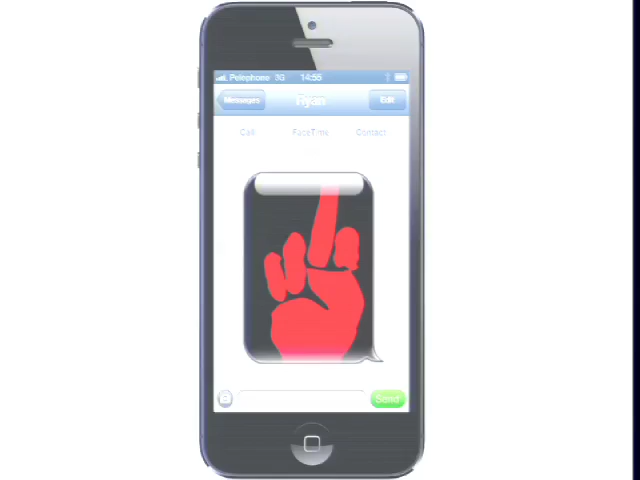 Pelephone 3G 14:55
Messages Ryan Edit
Call FaceTime Contact
Send